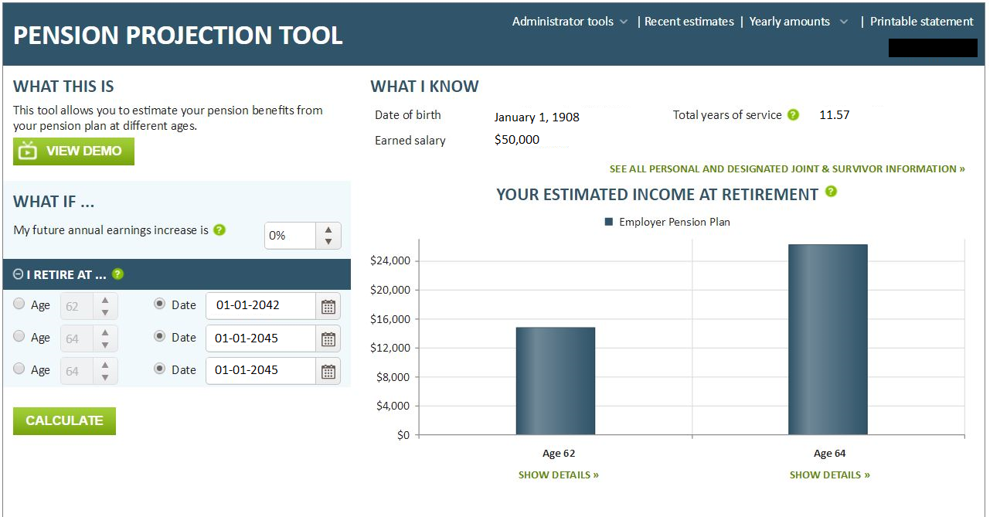 PENSION PROJECTION TOOL
Administrator tools | Recent estimates | Yearly amounts | Printable statement
WHAT THIS IS
This tool allows you to estimate your pension benefits from
your pension plan at different ages.
VIEW DEMO
WHAT IF ...
My future annual earnings increase is ? 0%
I RETIRE AT ... ?
Age 62 Date 01-01-2042
Age 64 Date 01-01-2045
Age 64 Date 01-01-2045
CALCULATE
WHAT I KNOW
Date of birth January 1, 1908 Total years of service ? 11.57
Earned salary $50,000
SEE ALL PERSONAL AND DESIGNATED JOINT & SURVIVOR INFORMATION »
YOUR ESTIMATED INCOME AT RETIREMENT ?
Employer Pension Plan
$24,000
$20,000
$16,000
$12,000
$8,000
$4,000
$0
Age 62 Age 64
SHOW DETAILS » SHOW DETAILS »